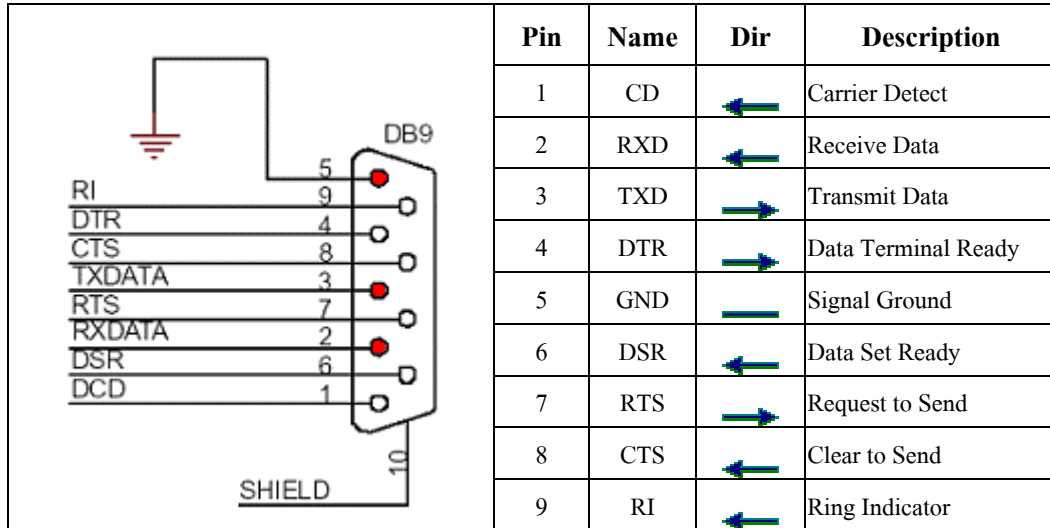 DB9
5
RI 9
DTR 4
CTS 8
TXDATA 3
RTS 7
RXDATA 2
DSR 6
DCD 1
10
SHIELD
Pin Name Dir Description
1 CD Carrier Detect
2 RXD Receive Data
3 TXD Transmit Data
4 DTR Data Terminal Ready
5 GND Signal Ground
6 DSR Data Set Ready
7 RTS Request to Send
8 CTS Clear to Send
9 RI Ring Indicator